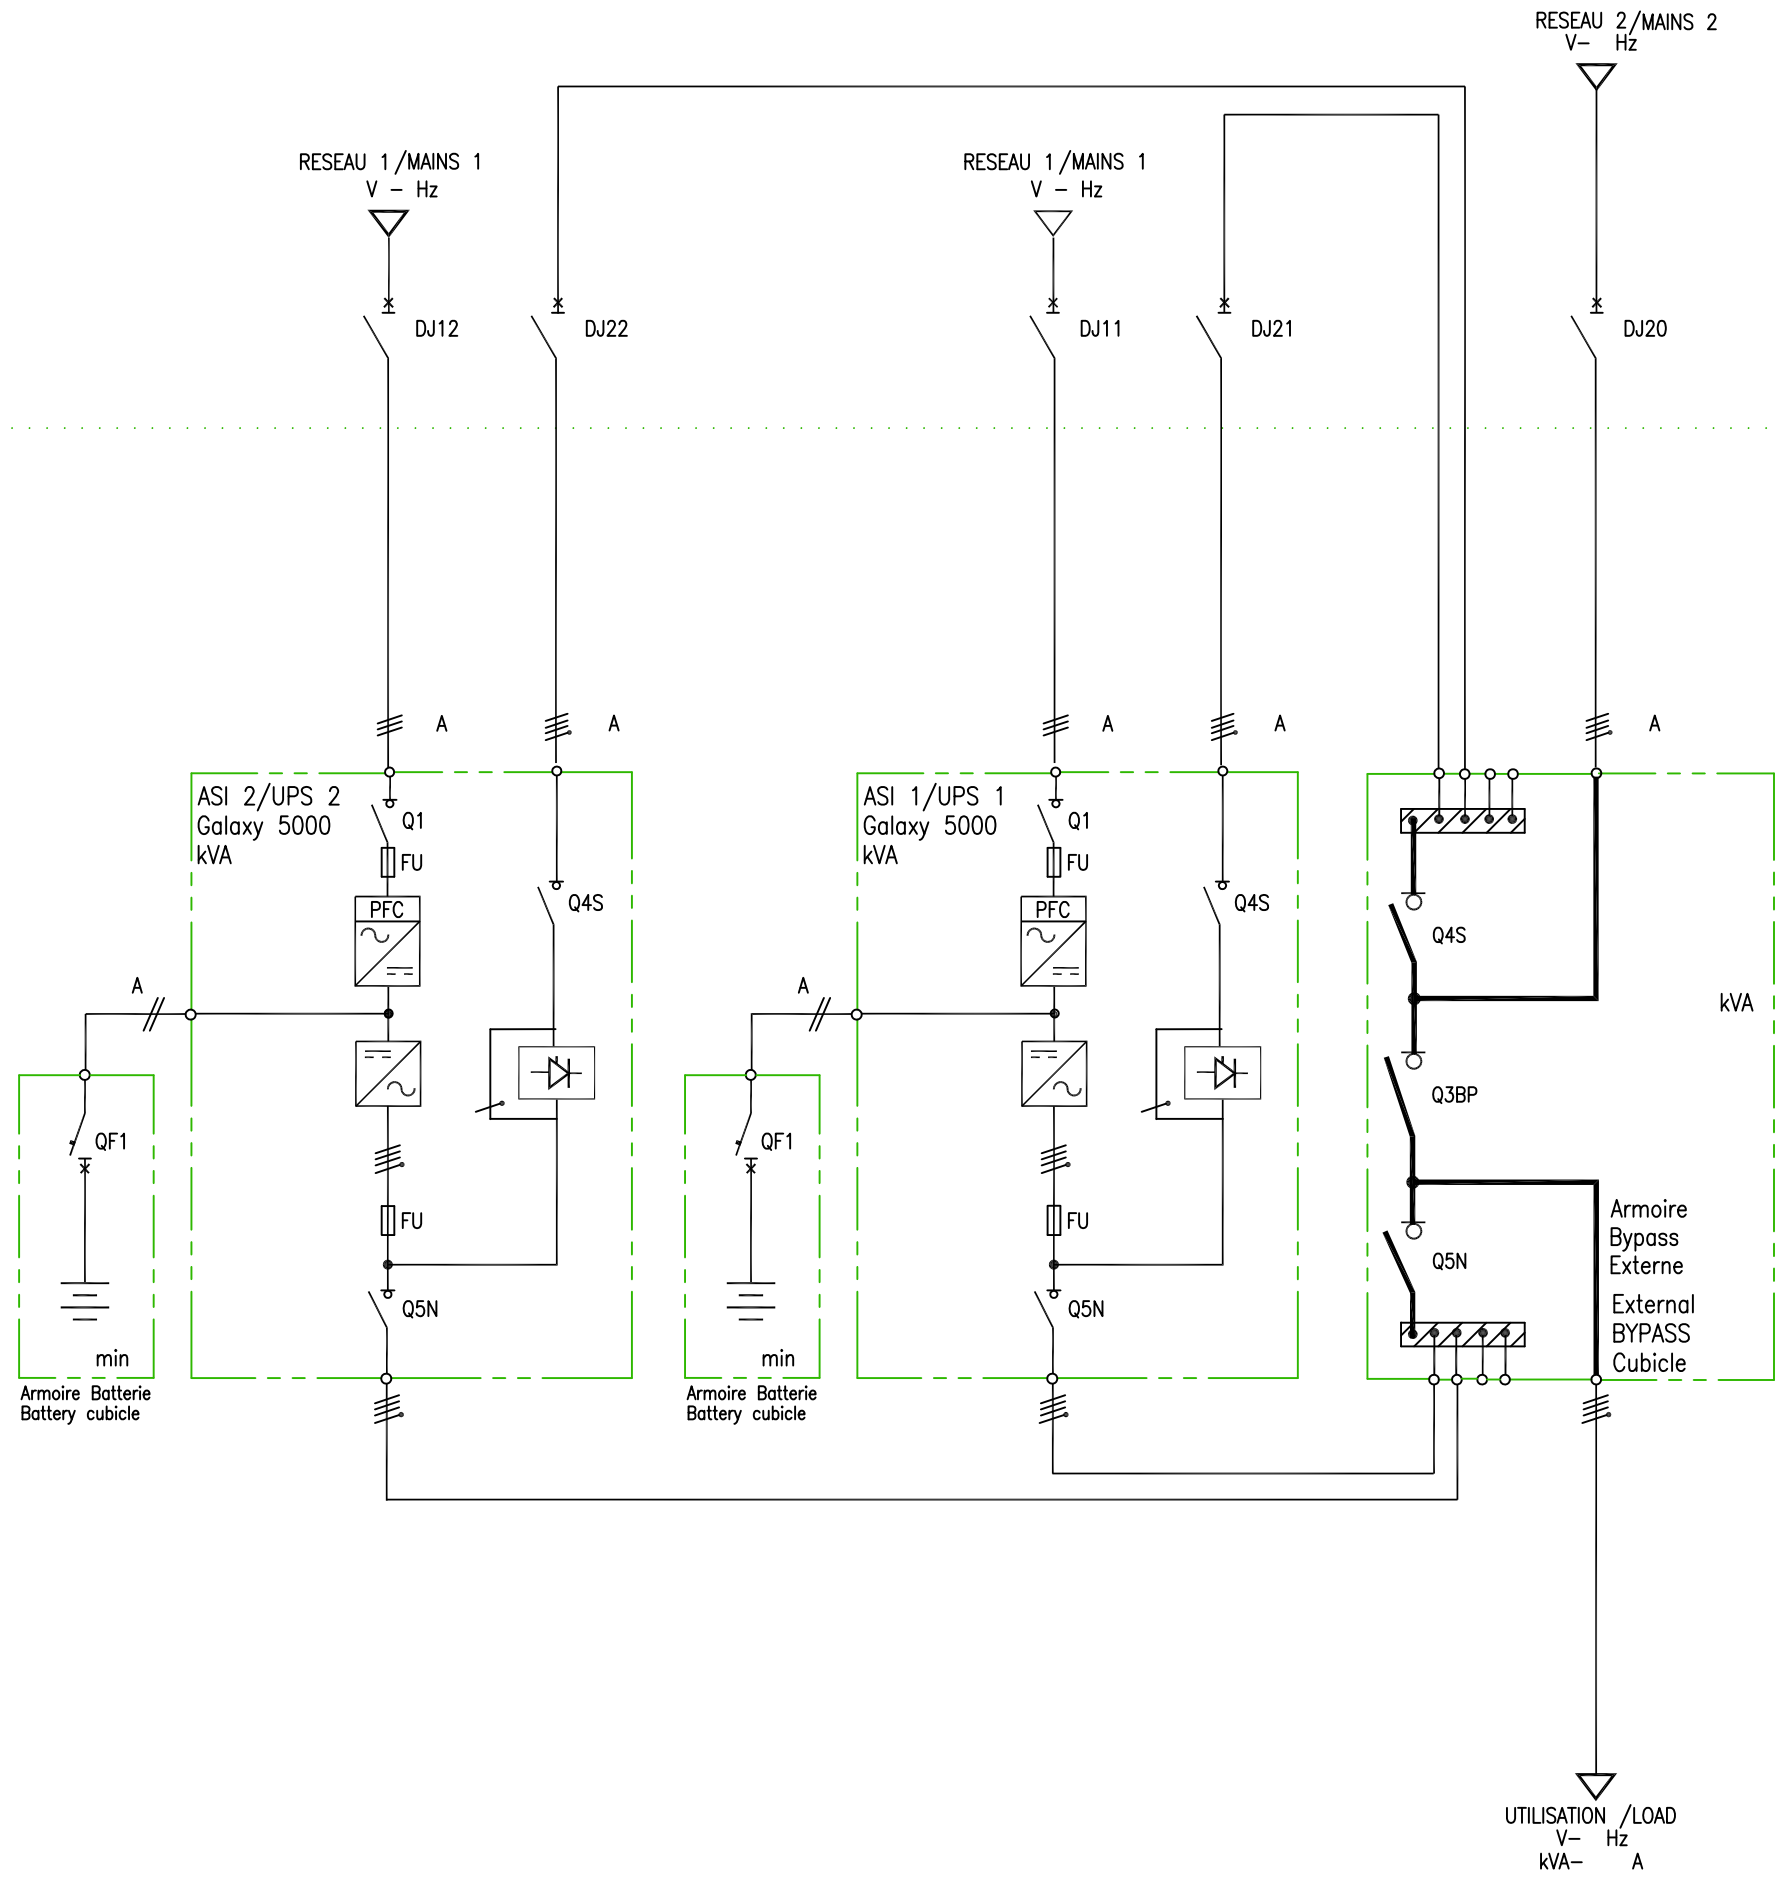 RESEAU 2/MAINS 2
V- Hz
RESEAU 1/MAINS 1
V - Hz
RESEAU 1/MAINS 1
V - Hz
DJ12
DJ22
DJ11
DJ21
DJ20
A
A
A
A
A
ASI 2/UPS 2
Galaxy 5000
kVA
Q1
FU
PFC
Q4S
A
FU
Q5N
QF1
min
Armoire Batterie
Battery cubicle
ASI 1/UPS 1
Galaxy 5000
kVA
Q1
FU
PFC
Q4S
A
FU
Q5N
QF1
min
Armoire Batterie
Battery cubicle
Q4S
kVA
Q3BP
Q5N
Armoire
Bypass
Externe
External
BYPASS
Cubicle
UTILISATION /LOAD
V- Hz
kVA- A